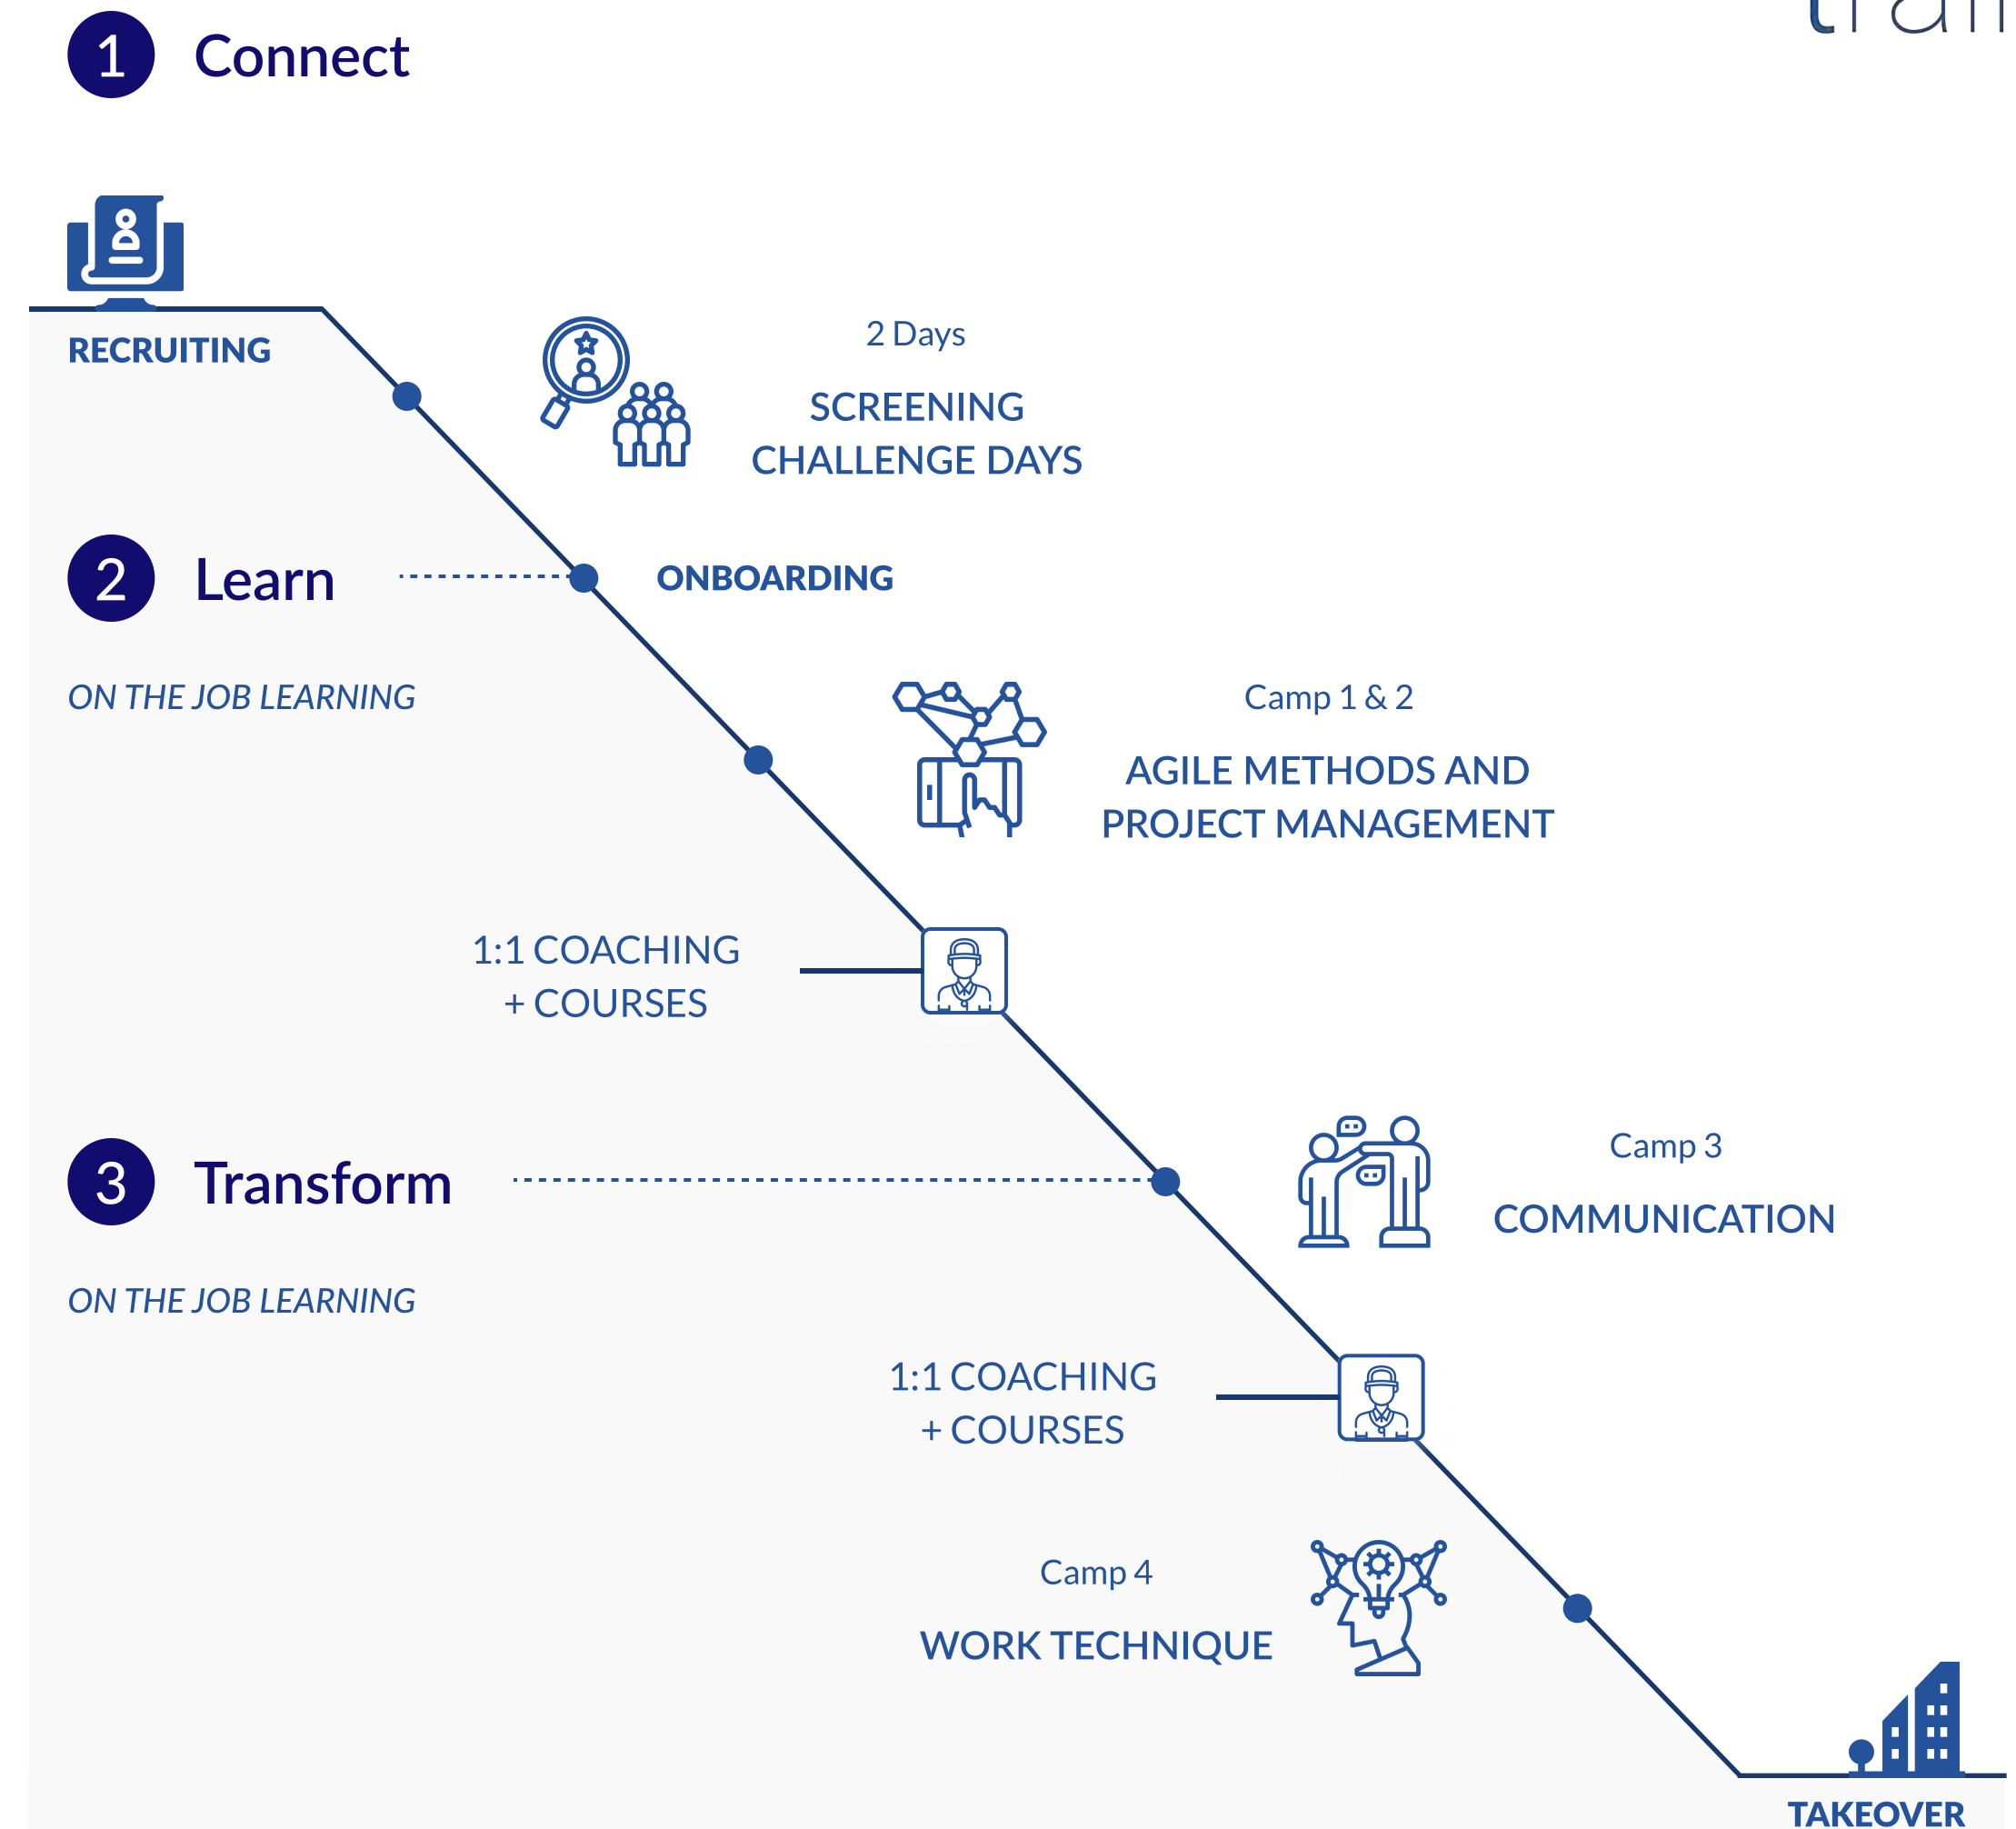 1 Connect
RECRUITING
2 Days
SCREENING
CHALLENGE DAYS
2 Learn
ONBOARDING
ON THE JOB LEARNING
Camp 1 & 2
AGILE METHODS AND
PROJECT MANAGEMENT
1:1 COACHING
+ COURSES
3 Transform
Camp 3
COMMUNICATION
ON THE JOB LEARNING
1:1 COACHING
+ COURSES
Camp 4
WORK TECHNIQUE
TAKEOVER